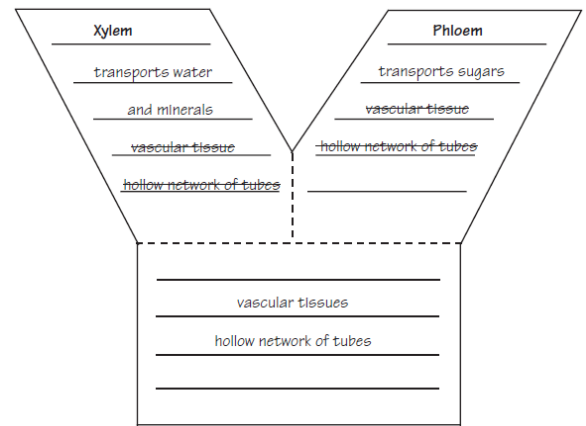 Xylem
transports water
and minerals
vascular tissue
hollow network of tubes
Phloem
transports sugars
vascular tissue
hollow network of tubes
vascular tissues
hollow network of tubes